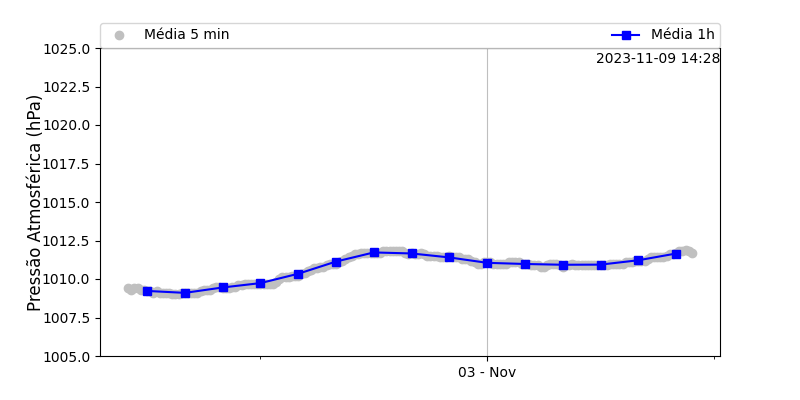 Média 5 min
Média 1h
2023-11-09 14:28
Pressão Atmosférica (hPa)
1025.0
1022.5
1020.0
1017.5
1015.0
1012.5
1010.0
1007.5
1005.0
03 - Nov